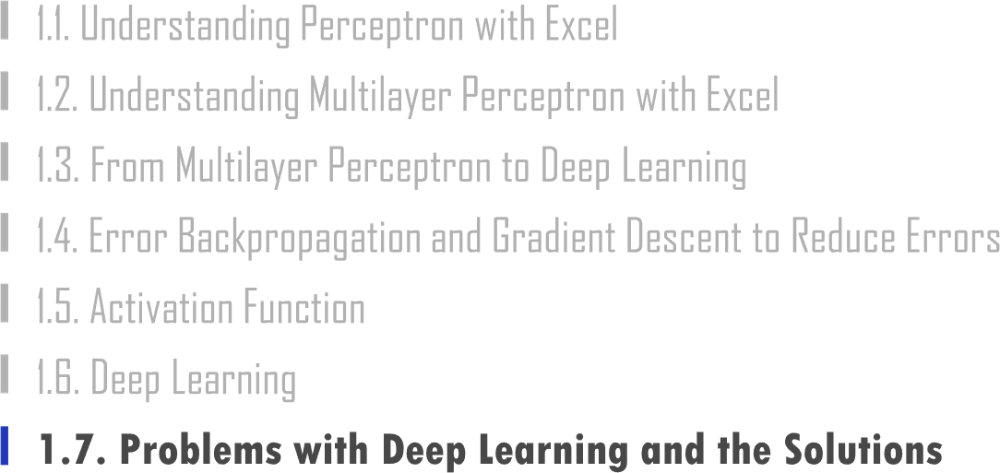 1.1. Understanding Perceptron with Excel
1.2. Understanding Multilayer Perceptron with Excel
1.3. From Multilayer Perceptron to Deep Learning
1.4. Error Backpropagation and Gradient Descent to Reduce Errors
1.5. Activation Function
1.6. Deep Learning
1.7. Problems with Deep Learning and the Solutions